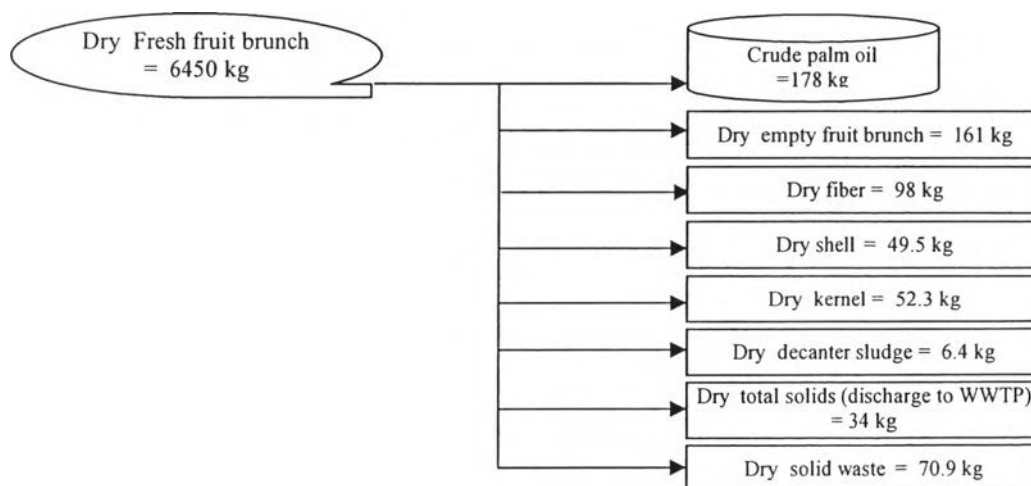 Dry Fresh fruit brunch
= 6450 kg
Crude palm oil
=178 kg
Dry empty fruit brunch = 161 kg
Dry fiber = 98 kg
Dry shell = 49.5 kg
Dry kernel = 52.3 kg
Dry decanter sludge = 6.4 kg
Dry total solids (discharge to WWTP)
= 34 kg
Dry solid waste = 70.9 kg